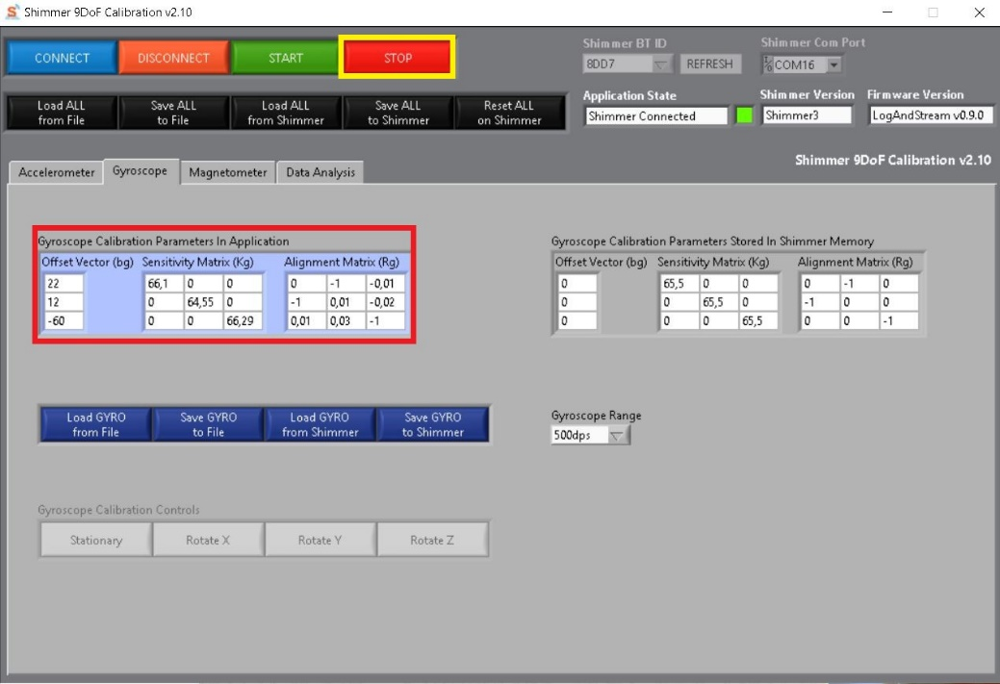 Shimmer 9DoF Calibration v2.10
CONNECT DISCONNECT START STOP
Shimmer BT ID Shimmer Com Port
8DD7 REFRESH COM16
Load ALL from File Save ALL to File Load ALL from Shimmer Save ALL to Shimmer Reset ALL on Shimmer
Application State Shimmer Version Firmware Version
Shimmer Connected Shimmer3 LogAndStream v0.9.0
Shimmer 9DoF Calibration v2.10
Accelerometer Gyroscope Magnetometer Data Analysis
Gyroscope Calibration Parameters In Application
Offset Vector (bg) Sensitivity Matrix (Kg) Alignment Matrix (Rg)
22 66,1 0 0 0 -1 -0,01
12 0 64,55 0 -1 0,01 -0,02
-60 0 0 66,29 0,01 0,03 -1
Gyroscope Calibration Parameters Stored In Shimmer Memory
Offset Vector (bg) Sensitivity Matrix (Kg) Alignment Matrix (Rg)
0 65,5 0 0 0 -1 0
0 0 65,5 0 -1 0 0
0 0 0 65,5 0 0 -1
Load GYRO from File Save GYRO to File Load GYRO from Shimmer Save GYRO to Shimmer
Gyroscope Range
500dps
Gyroscope Calibration Controls
Stationary Rotate X Rotate Y Rotate Z